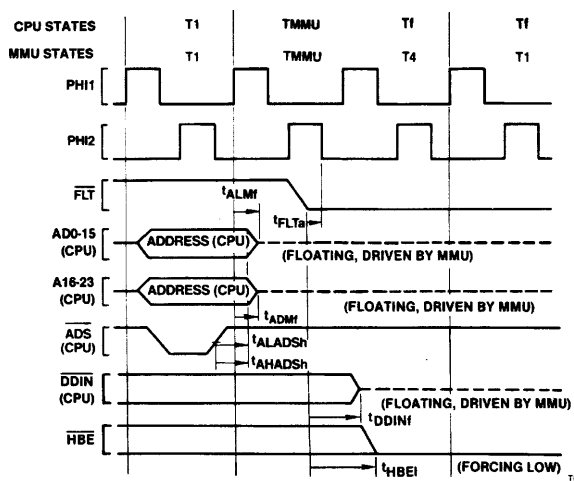 CPU STATES T1 TMMU Tf Tf
MMU STATES T1 TMMU T4 T1
PHI1
PHI2
FLT
tALMf
tFLTa
AD0-15
(CPU)
ADDRESS (CPU)
(FLOATING, DRIVEN BY MMU)
A16-23
(CPU)
ADDRESS (CPU)
(FLOATING, DRIVEN BY MMU)
tADMf
ADS
(CPU)
tALADSh
tAHADSh
DDIN
(CPU)
(FLOATING, DRIVEN BY MMU)
tDDINf
HBE
tHBEl
(FORCING LOW)